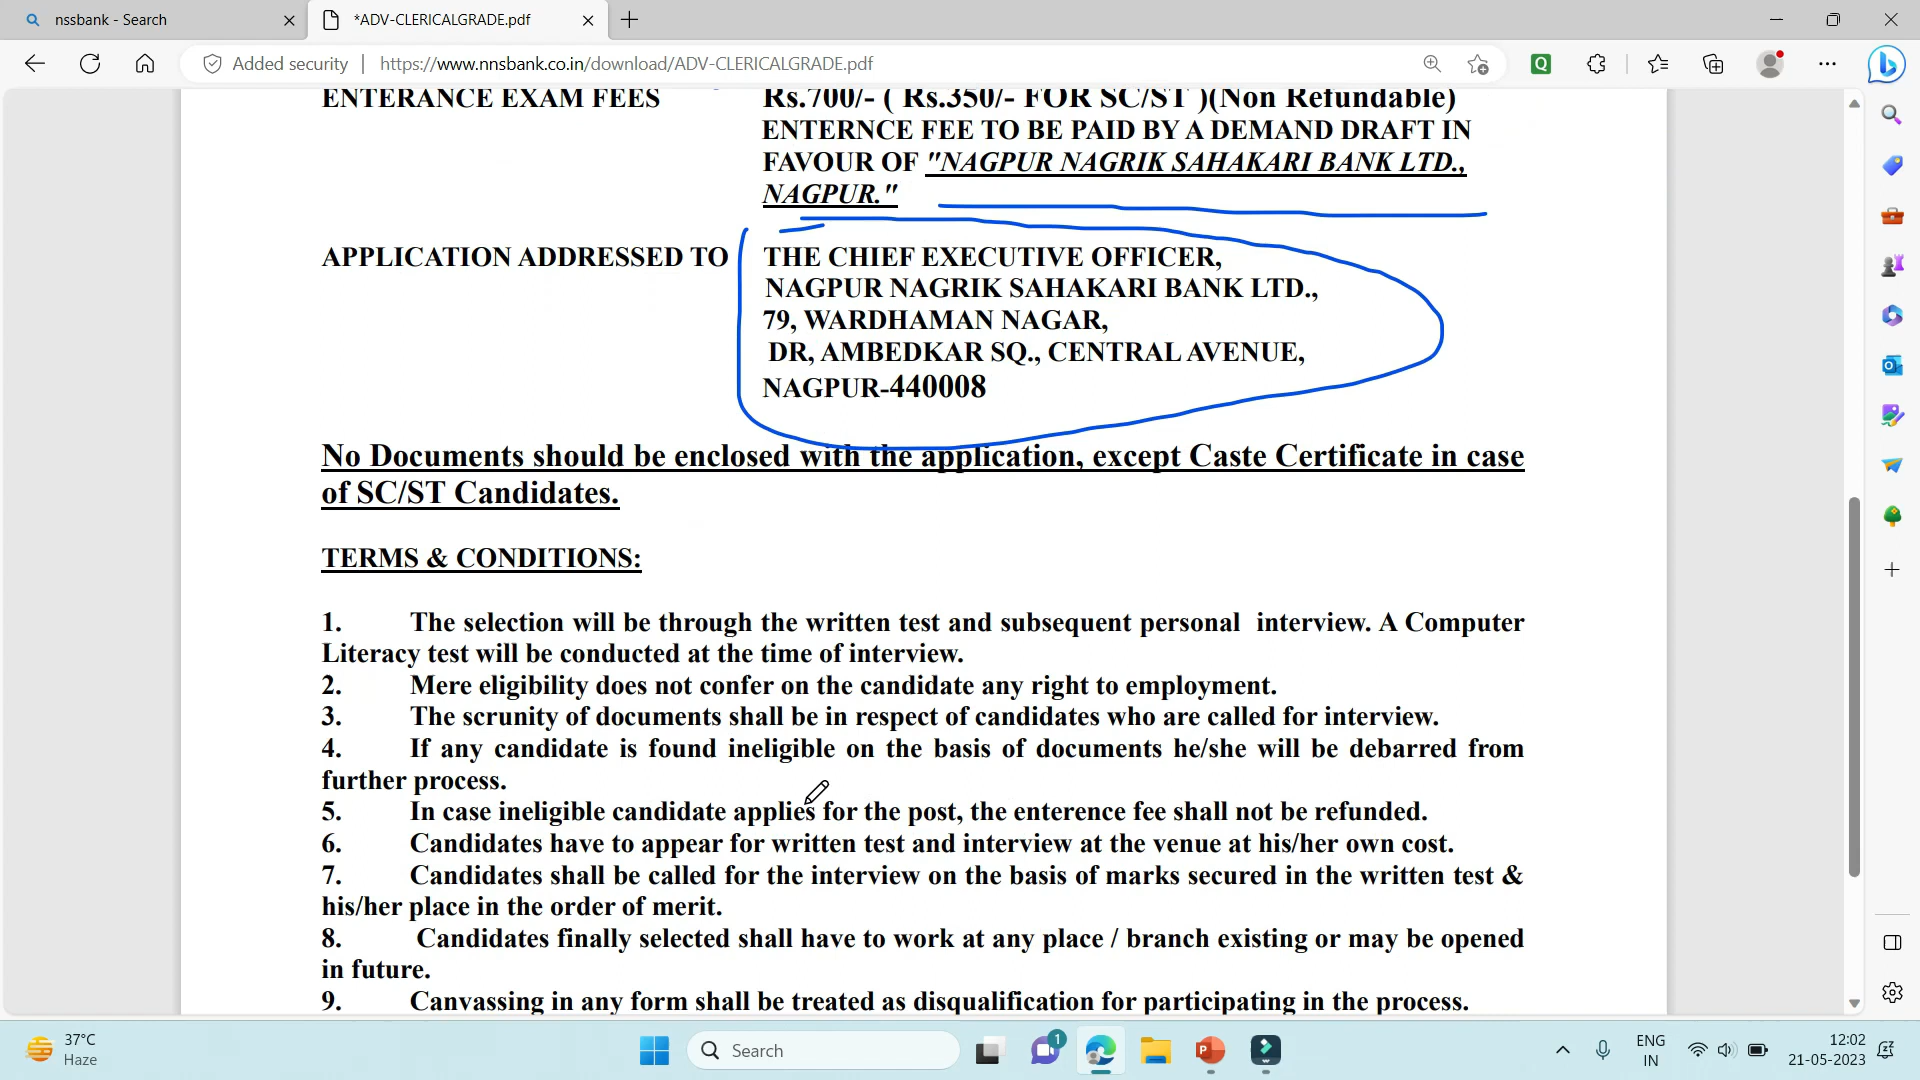 nssbank - Search
*ADV-CLERICALGRADE.pdf
Added security
https://www.nnsbank.co.in/download/ADV-CLERICALGRADE.pdf
ENTERANCE EXAM FEES
Rs.700/- ( Rs.350/- FOR SC/ST )(Non Refundable)
ENTERNCE FEE TO BE PAID BY A DEMAND DRAFT IN
FAVOUR OF "NAGPUR NAGRIK SAHAKARI BANK LTD.,
NAGPUR."
APPLICATION ADDRESSED TO
THE CHIEF EXECUTIVE OFFICER,
NAGPUR NAGRIK SAHAKARI BANK LTD.,
79, WARDHAMAN NAGAR,
DR, AMBEDKAR SQ., CENTRAL AVENUE,
NAGPUR-440008
No Documents should be enclosed with the application, except Caste Certificate in case
of SC/ST Candidates.
TERMS & CONDITIONS:
1. The selection will be through the written test and subsequent personal interview. A Computer
Literacy test will be conducted at the time of interview.
2. Mere eligibility does not confer on the candidate any right to employment.
3. The scrunity of documents shall be in respect of candidates who are called for interview.
4. If any candidate is found ineligible on the basis of documents he/she will be debarred from
further process.
5. In case ineligible candidate applies for the post, the enterence fee shall not be refunded.
6. Candidates have to appear for written test and interview at the venue at his/her own cost.
7. Candidates shall be called for the interview on the basis of marks secured in the written test &
his/her place in the order of merit.
8. Candidates finally selected shall have to work at any place / branch existing or may be opened
in future.
9. Canvassing in any form shall be treated as disqualification for participating in the process.
37°C
Haze
Search
1
ENG
IN
12:02
21-05-2023